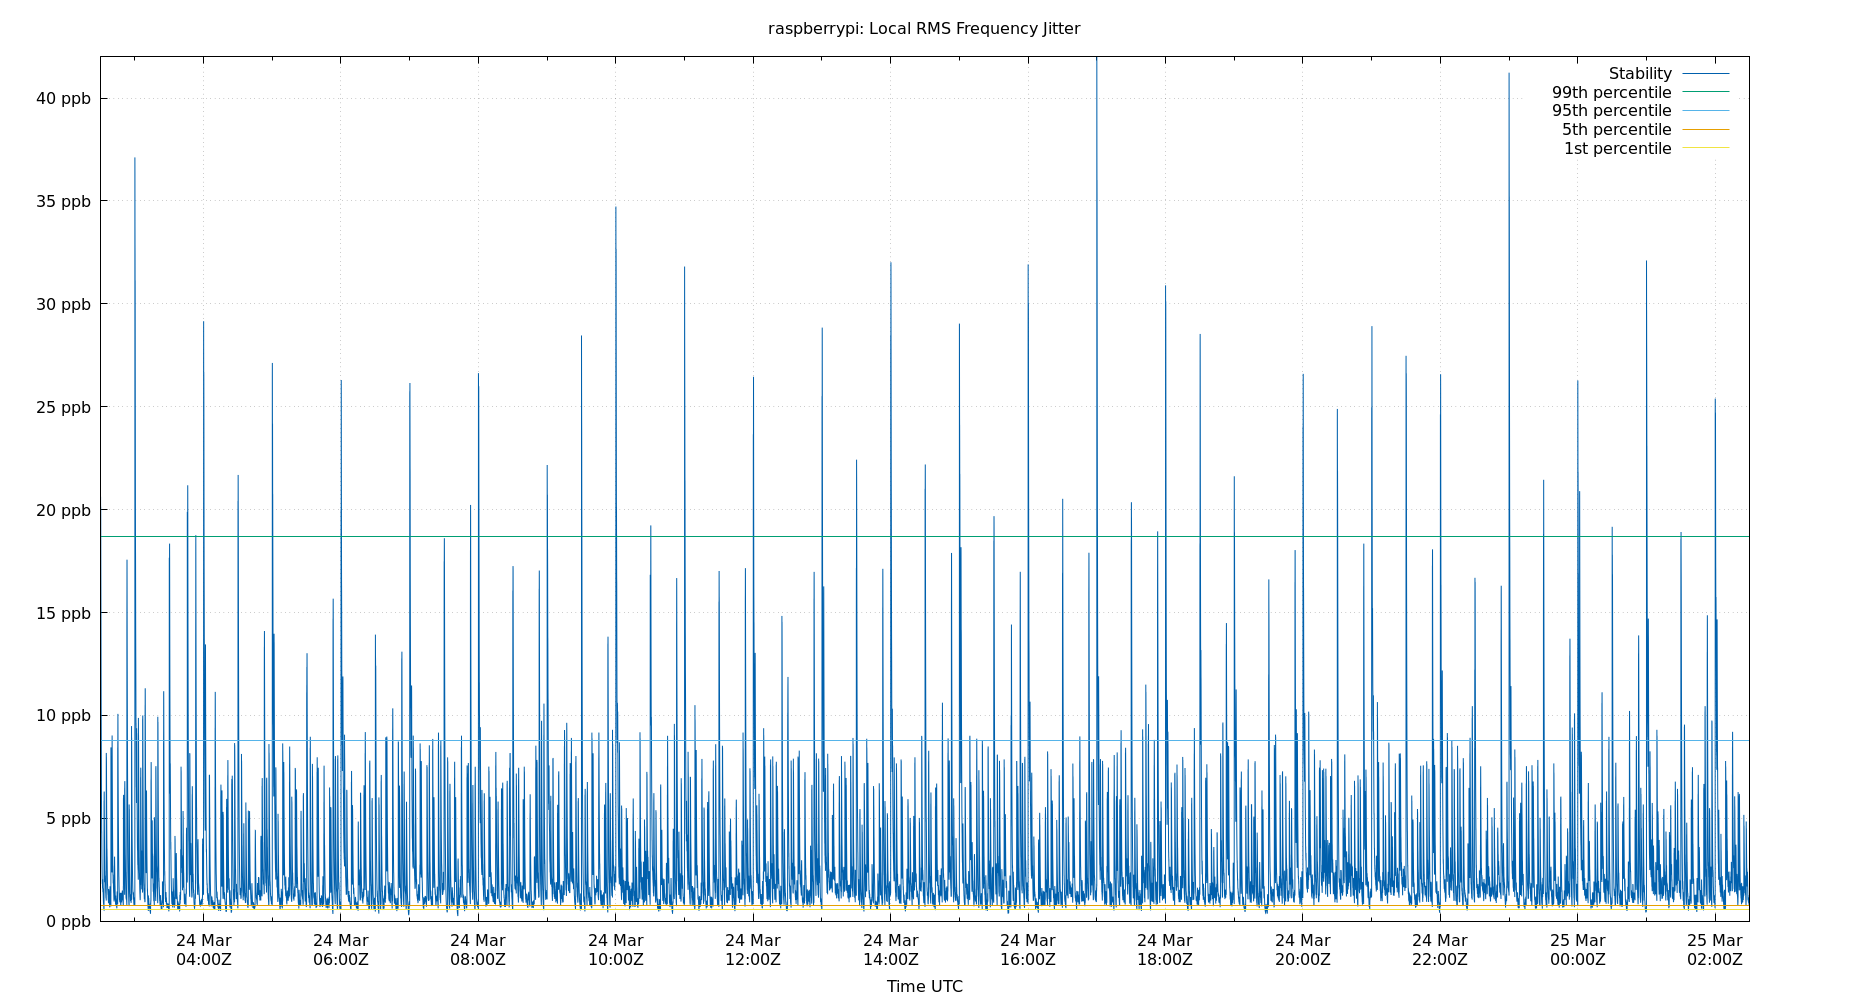 raspberrypi: Local RMS Frequency Jitter
Stability
99th percentile
95th percentile
5th percentile
1st percentile
40 ppb
35 ppb
30 ppb
25 ppb
20 ppb
15 ppb
10 ppb
5 ppb
0 ppb
24 Mar 24 Mar 24 Mar 24 Mar 24 Mar 24 Mar 24 Mar 24 Mar 24 Mar 24 Mar 25 Mar 25 Mar
04:00Z 06:00Z 08:00Z 10:00Z 12:00Z 14:00Z 16:00Z 18:00Z 20:00Z 22:00Z 00:00Z 02:00Z
Time UTC